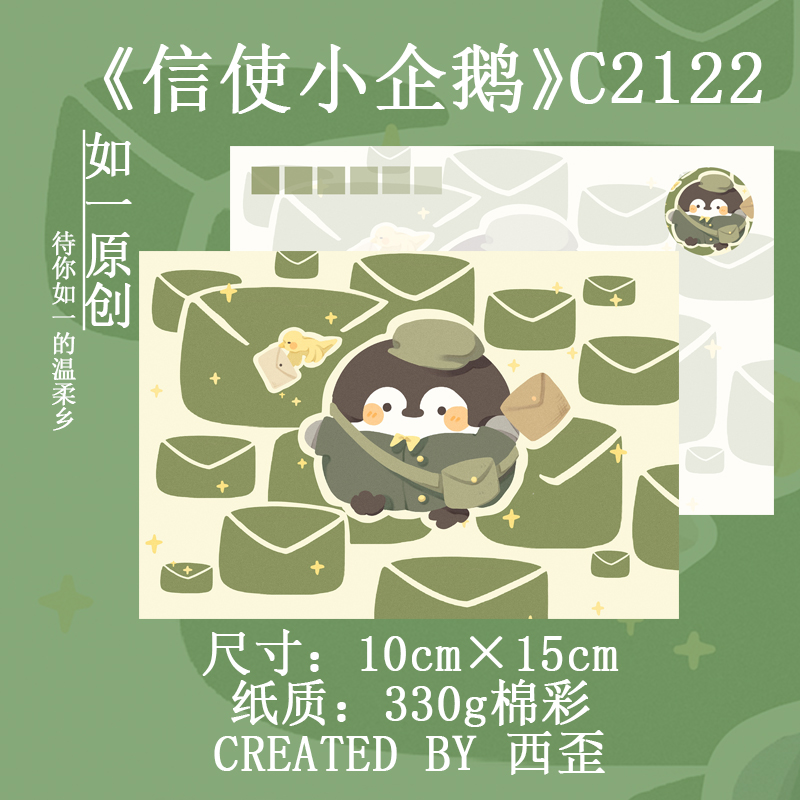 《信使小企鹅》C2122
如一原创
待你如一的温柔乡
尺寸：10cm×15cm
纸质：330g棉彩
CREATED BY 西歪